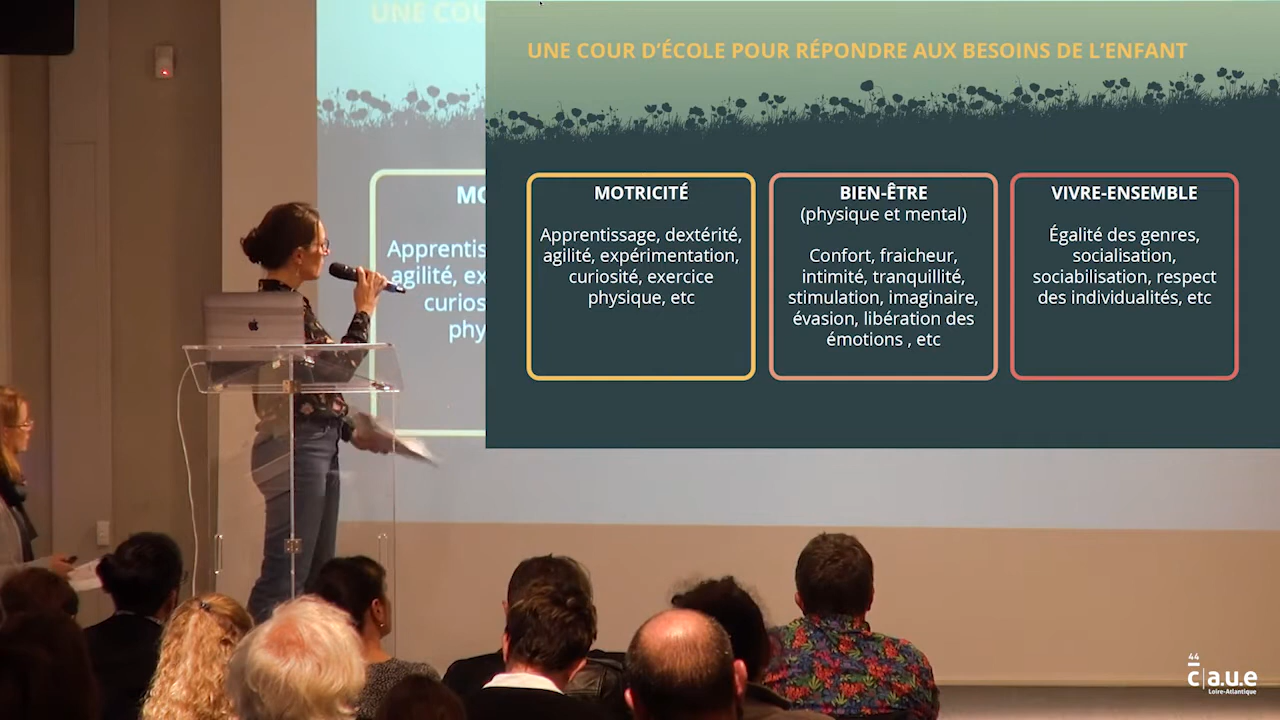 UNE COU
UNE COUR D'ÉCOLE POUR RÉPONDRE AUX BESOINS DE L'ENFANT
MO
Apprentis
agilité, ex
curios
phy
MOTRICITÉ
Apprentissage, dextérité,
agilité, expérimentation,
curiosité, exercice
physique, etc
BIEN-ÊTRE
(physique et mental)
Confort, fraicheur,
intimité, tranquillité,
stimulation, imaginaire,
évasion, libération des
émotions , etc
VIVRE-ENSEMBLE
Égalité des genres,
socialisation,
sociabilisation, respect
des individualités, etc
44
c|a.u.e
Loire-Atlantique